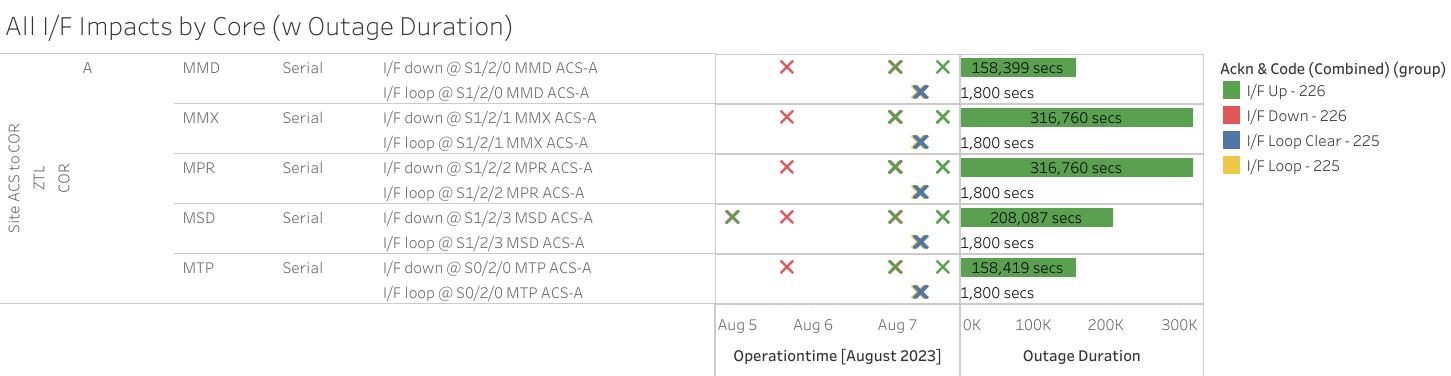 All I/F Impacts by Core (w Outage Duration)
Site ACS to COR
ZTL
COR
A MMD Serial I/F down @ S1/2/0 MMD ACS-A 158,399 secs
I/F loop @ S1/2/0 MMD ACS-A 1,800 secs
MMX Serial I/F down @ S1/2/1 MMX ACS-A 316,760 secs
I/F loop @ S1/2/1 MMX ACS-A 1,800 secs
MPR Serial I/F down @ S1/2/2 MPR ACS-A 316,760 secs
I/F loop @ S1/2/2 MPR ACS-A 1,800 secs
MSD Serial I/F down @ S1/2/3 MSD ACS-A 208,087 secs
I/F loop @ S1/2/3 MSD ACS-A 1,800 secs
MTP Serial I/F down @ S0/2/0 MTP ACS-A 158,419 secs
I/F loop @ S0/2/0 MTP ACS-A 1,800 secs
Aug 5 Aug 6 Aug 7 0K 100K 200K 300K
Operationtime [August 2023] Outage Duration
Ackn & Code (Combined) (group)
I/F Up - 226
I/F Down - 226
I/F Loop Clear - 225
I/F Loop - 225